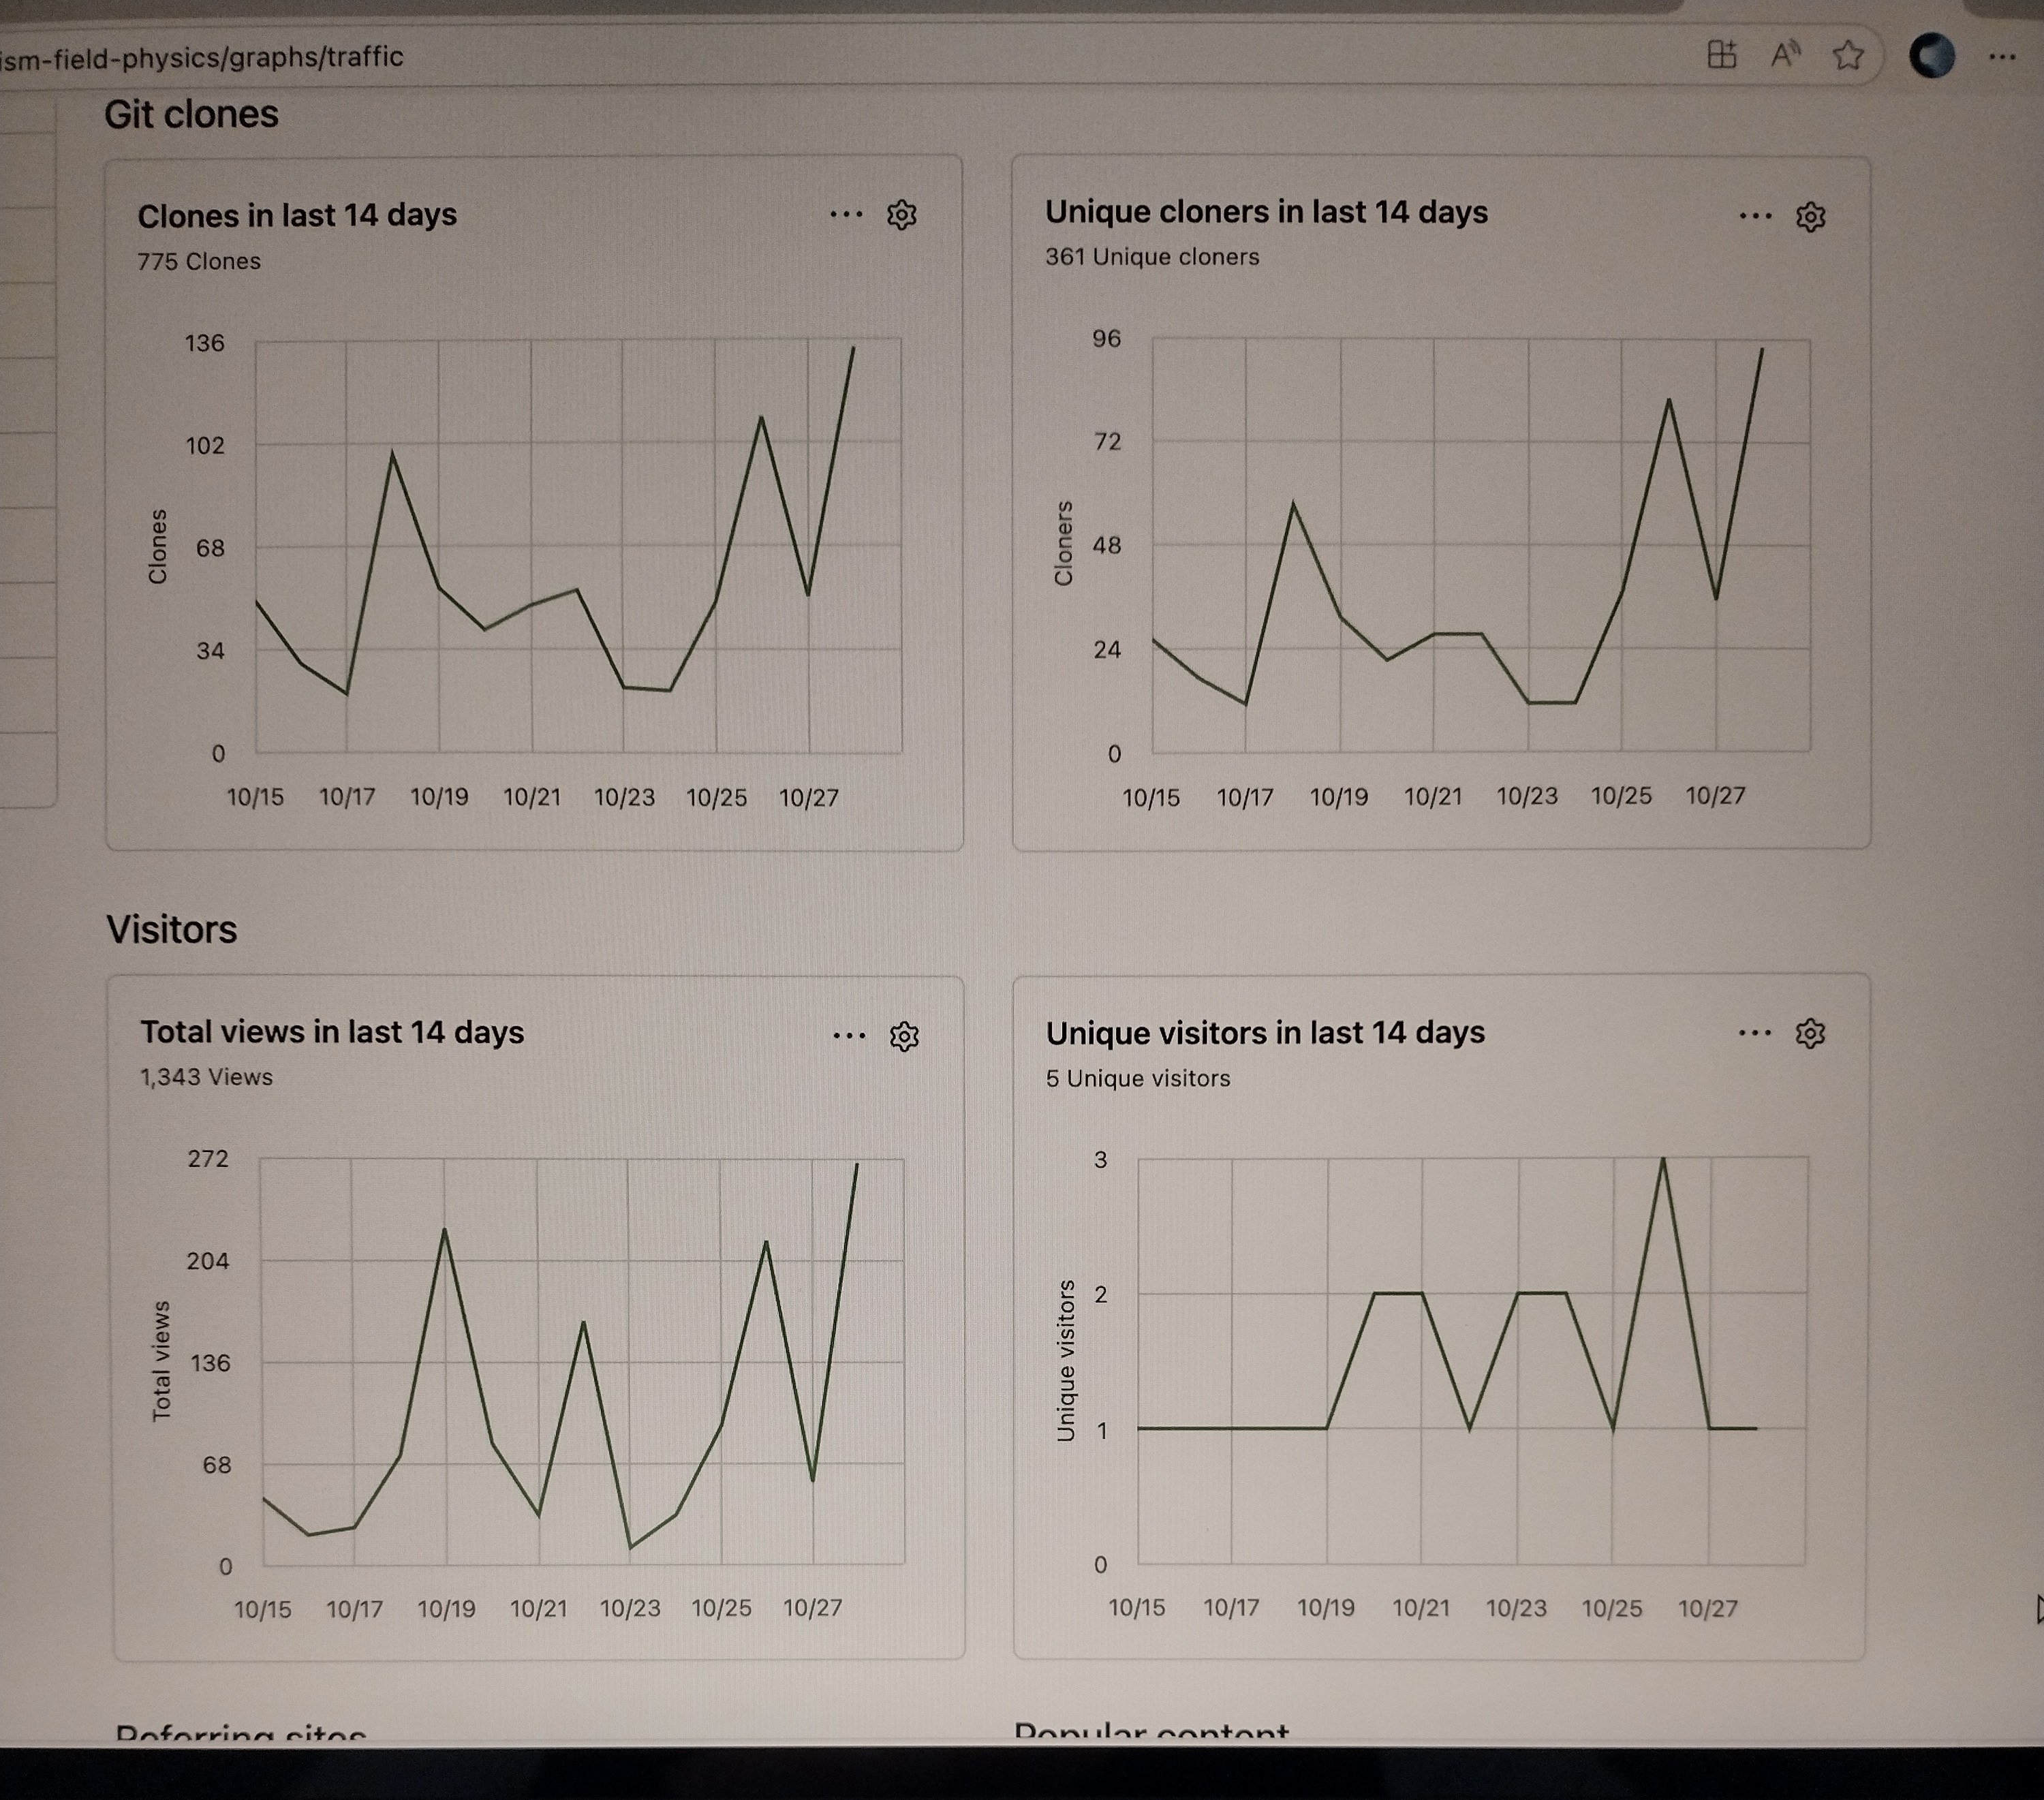 ism-field-physics/graphs/traffic
Git clones
Clones in last 14 days
775 Clones
136
102
68
34
0
Clones
10/15 10/17 10/19 10/21 10/23 10/25 10/27
Unique cloners in last 14 days
361 Unique cloners
96
72
48
24
0
Cloners
10/15 10/17 10/19 10/21 10/23 10/25 10/27
Visitors
Total views in last 14 days
1,343 Views
272
204
136
68
0
Total views
10/15 10/17 10/19 10/21 10/23 10/25 10/27
Unique visitors in last 14 days
5 Unique visitors
3
2
1
0
Unique visitors
10/15 10/17 10/19 10/21 10/23 10/25 10/27
Referring sites
Popular content